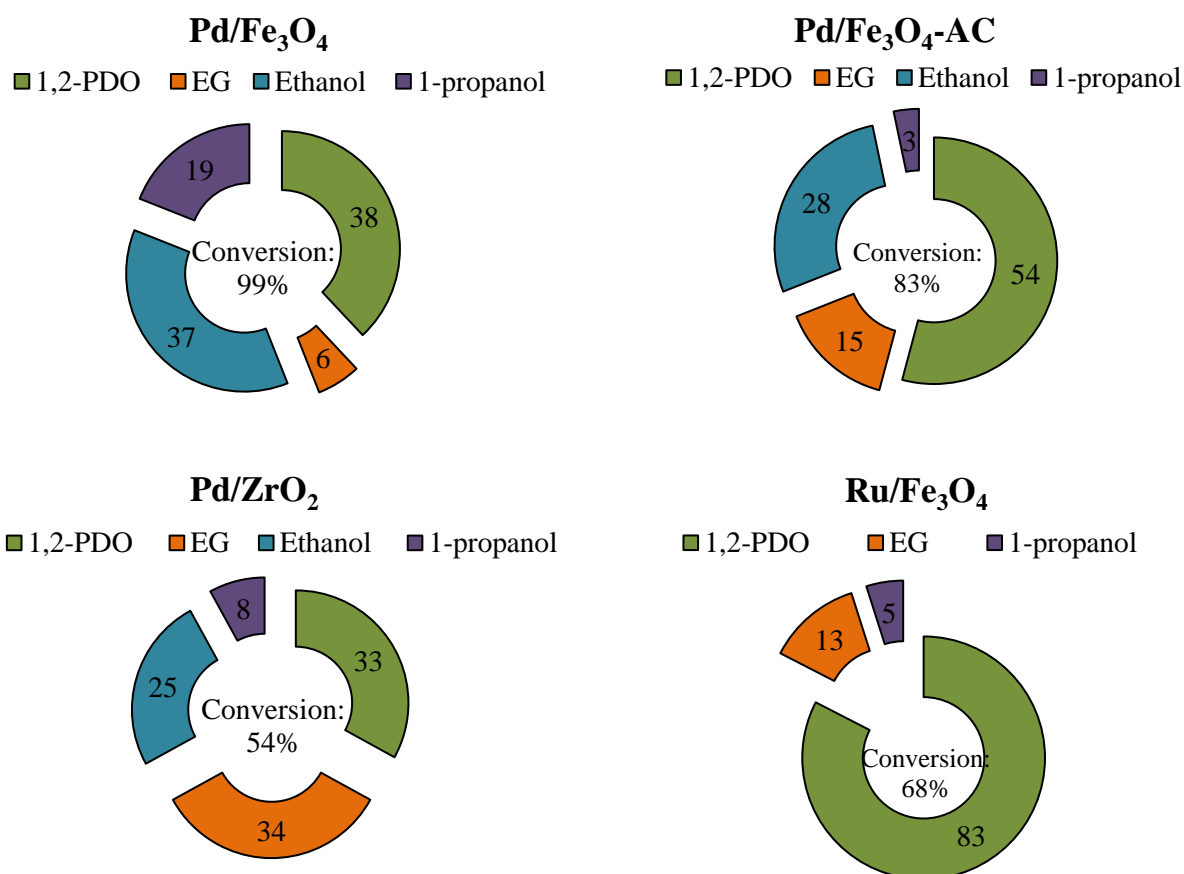 Pd/Fe₃O₄
1,2-PDO EG Ethanol 1-propanol
19
38
Conversion:
99%
37
6
Pd/Fe₃O₄-AC
1,2-PDO EG Ethanol 1-propanol
3
28
Conversion:
83%
54
15
Pd/ZrO₂
1,2-PDO EG Ethanol 1-propanol
8
33
25
Conversion:
54%
34
Ru/Fe₃O₄
1,2-PDO EG 1-propanol
5
13
Conversion:
68%
83